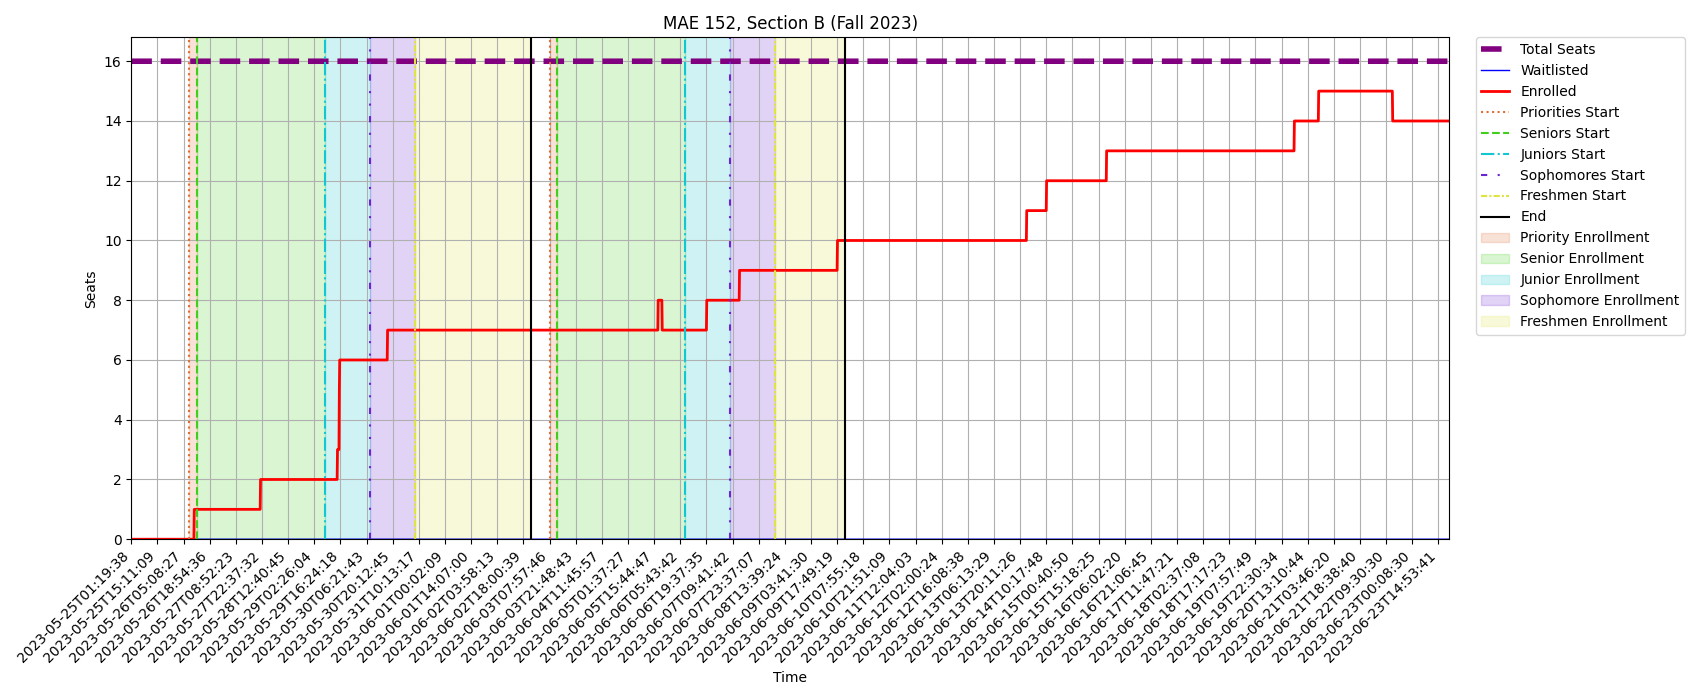 MAE 152, Section B (Fall 2023)
Seats
16
14
12
10
8
6
4
2
0
2023-05-25T01:19:38
2023-05-25T15:11:09
2023-05-26T05:08:27
2023-05-26T18:54:36
2023-05-27T08:52:23
2023-05-27T22:37:32
2023-05-28T12:40:45
2023-05-29T02:26:04
2023-05-29T16:24:18
2023-05-30T06:21:43
2023-05-30T20:12:45
2023-05-31T10:13:17
2023-06-01T00:02:09
2023-06-01T14:07:00
2023-06-02T03:58:13
2023-06-02T18:00:39
2023-06-03T07:57:46
2023-06-03T21:48:43
2023-06-04T11:45:57
2023-06-05T01:37:27
2023-06-05T15:44:47
2023-06-06T05:43:42
2023-06-06T19:37:35
2023-06-07T09:41:42
2023-06-07T23:37:07
2023-06-08T13:39:24
2023-06-09T03:41:30
2023-06-09T17:49:19
2023-06-10T07:55:18
2023-06-10T21:51:09
2023-06-11T12:04:03
2023-06-12T02:00:24
2023-06-12T16:08:38
2023-06-13T06:13:29
2023-06-13T20:11:26
2023-06-14T10:17:48
2023-06-15T00:40:50
2023-06-15T15:18:25
2023-06-16T06:02:20
2023-06-16T21:06:45
2023-06-17T11:47:21
2023-06-18T02:37:08
2023-06-18T17:17:23
2023-06-19T07:57:49
2023-06-19T22:30:34
2023-06-20T13:10:44
2023-06-21T03:46:20
2023-06-21T18:38:40
2023-06-22T09:30:30
2023-06-23T00:08:30
2023-06-23T14:53:41
Time
Total Seats
Waitlisted
Enrolled
Priorities Start
Seniors Start
Juniors Start
Sophomores Start
Freshmen Start
End
Priority Enrollment
Senior Enrollment
Junior Enrollment
Sophomore Enrollment
Freshmen Enrollment